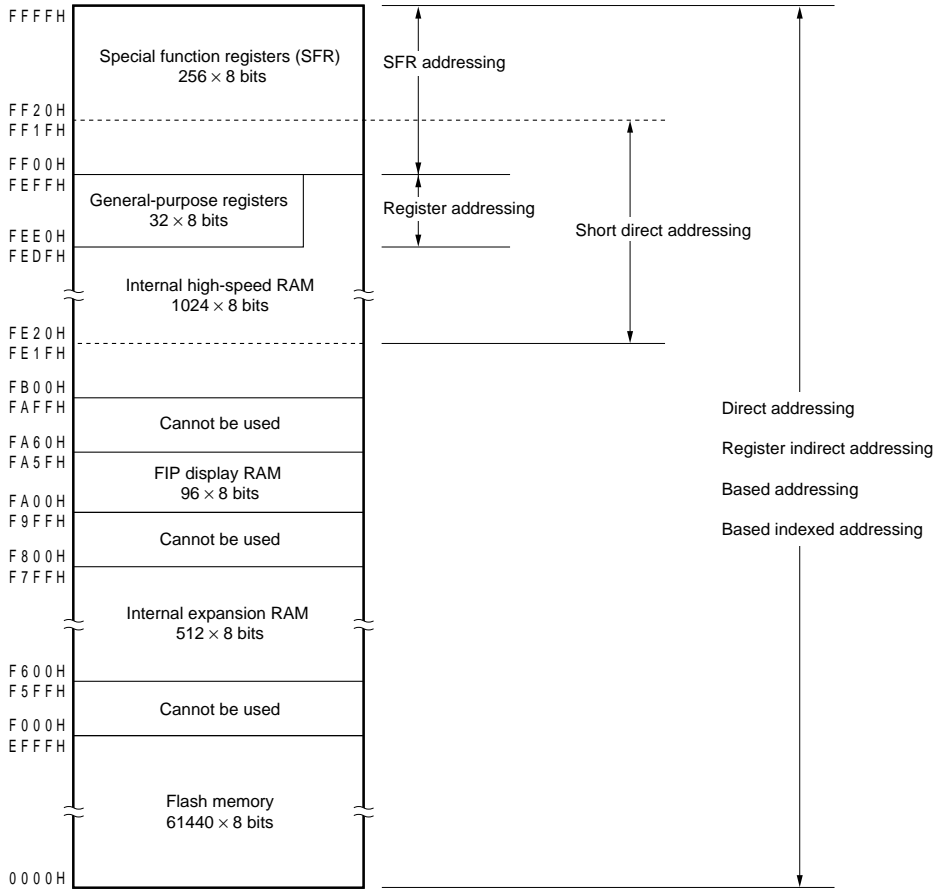 FFFFH
Special function registers (SFR)
256 × 8 bits
SFR addressing
FF20H
FF1FH
FF00H
FEFFH
General-purpose registers
32 × 8 bits
Register addressing
Short direct addressing
FEE0H
FEDFH
Internal high-speed RAM
1024 × 8 bits
FE20H
FE1FH
FB00H
FAFFH
Cannot be used
Direct addressing
FA60H
FA5FH
Register indirect addressing
FIP display RAM
96 × 8 bits
Based addressing
FA00H
F9FFH
Cannot be used
Based indexed addressing
F800H
F7FFH
Internal expansion RAM
512 × 8 bits
F600H
F5FFH
Cannot be used
F000H
EFFFH
Flash memory
61440 × 8 bits
0000H